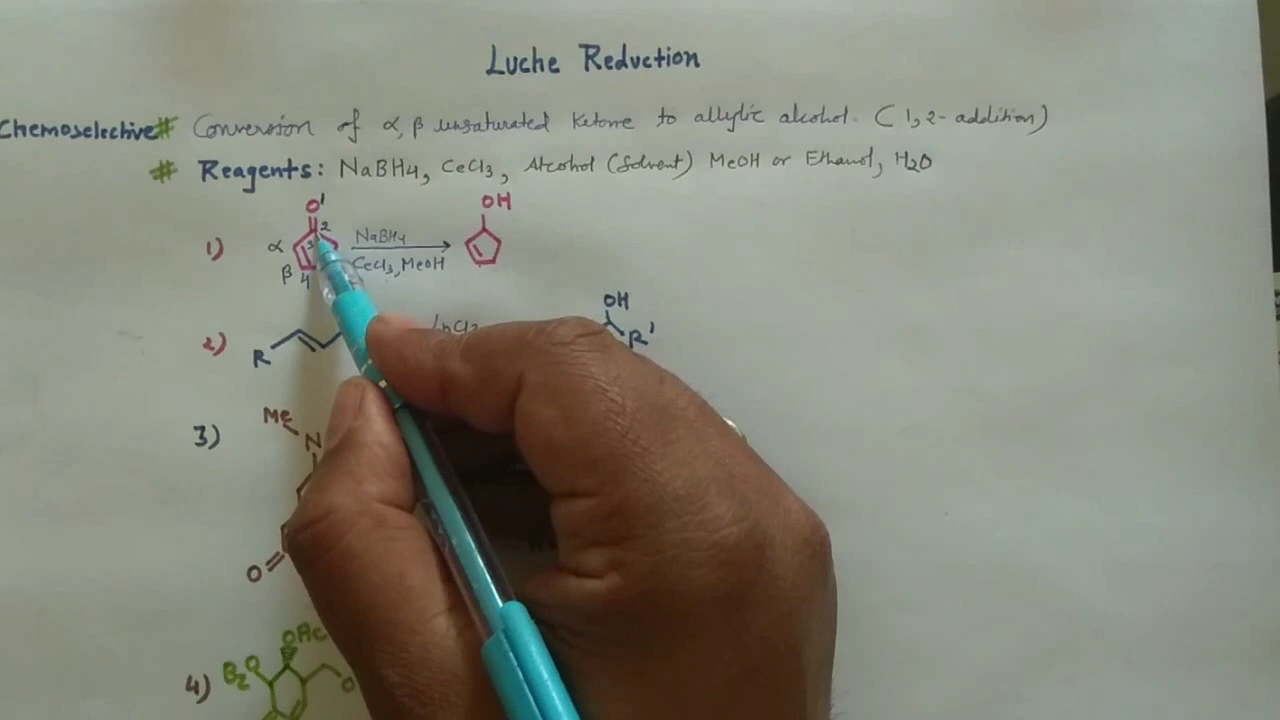 Luche Reduction
Chemoselective # Conversion of α, β unsaturated Ketone to allylic alcohol. (1,2-addition)
# Reagents: NaBH4, CeCl3, Alcohol (Solvent) MeOH or Ethanol, H2O
O' OH
1) α 2 3 NaBH4
β 4 CeCl3, MeOH
OH
2) R R'
Me
3) N
O
OAc
4) BzO O